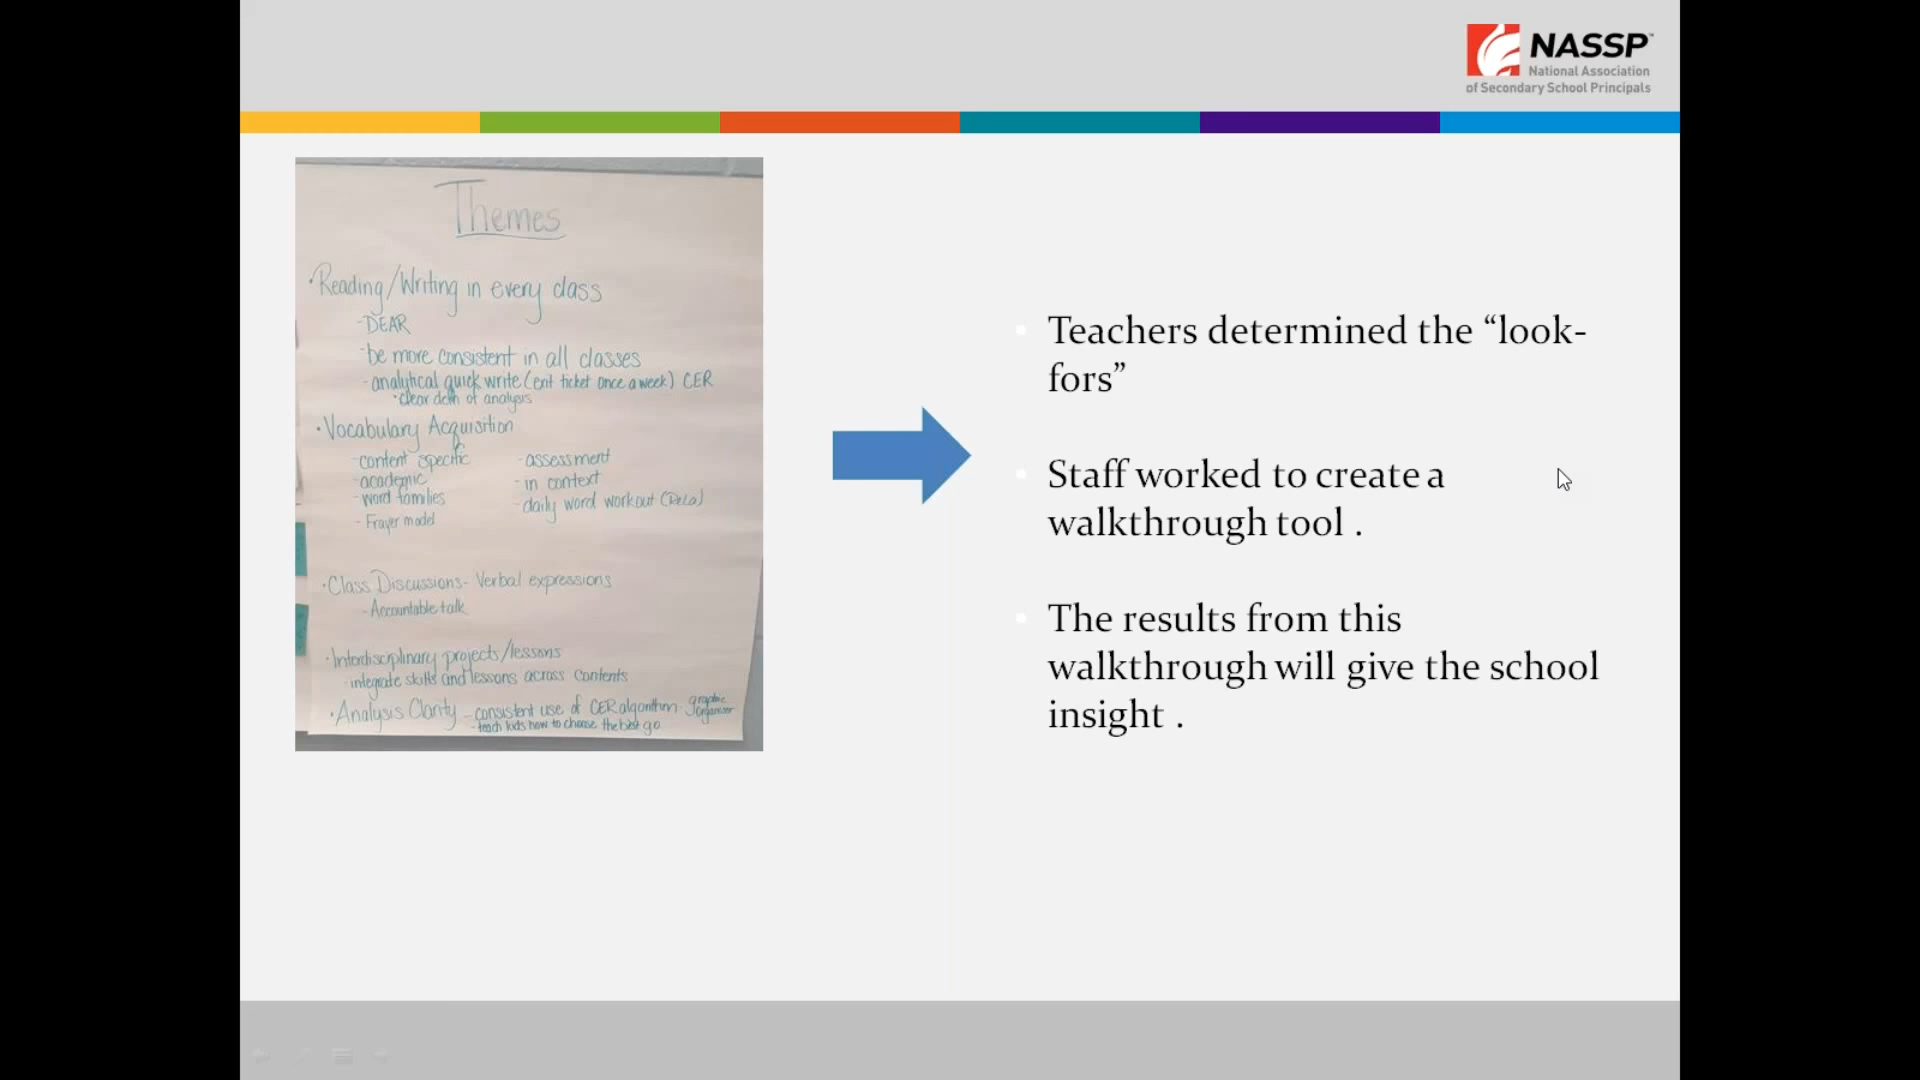 NASSP™
National Association
of Secondary School Principals
Themes
·Reading/Writing in every class
-DEAR
-be more consistent in all classes
-analytical quick write (exit ticket once a week) CER
·clear defn of analysis
·Vocabulary Acquisition
-content specific
-academic
-word families
-Frayer model
-assessment
-in context
-daily word workout (RELA)
·Class Discussions- Verbal expressions
-Accountable talk
·Interdisciplinary projects/lessons
-integrate skills and lessons across contents
·Analysis Clarity -consistent use of CER algorithm- graphic organizer
-teach kids how to choose the best go
• Teachers determined the “look-
fors”
• Staff worked to create a
walkthrough tool .
• The results from this
walkthrough will give the school
insight .